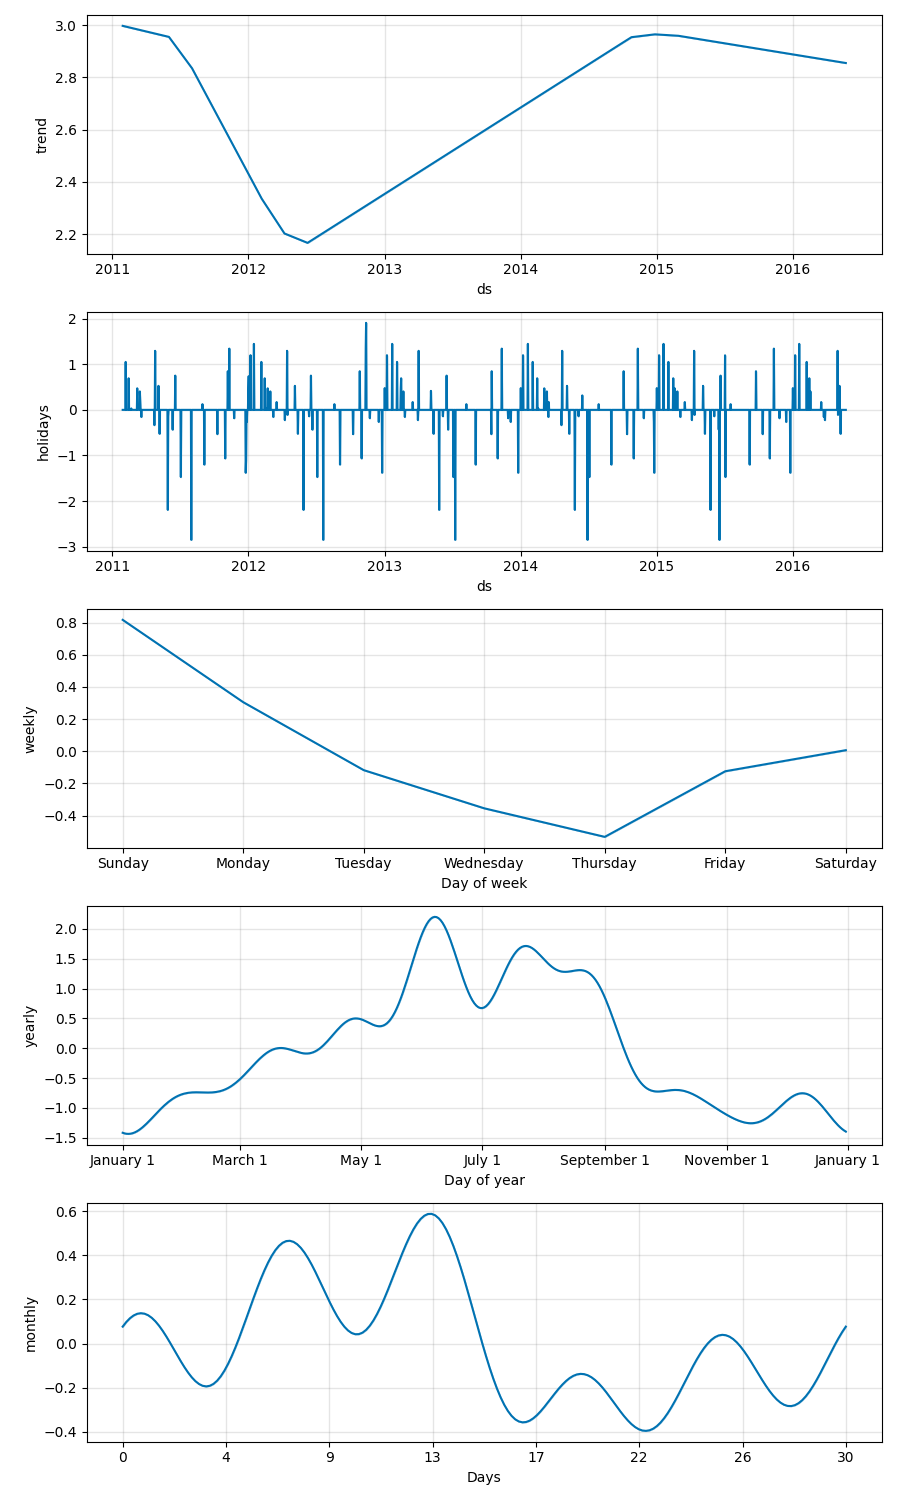 3.0
2.8
2.6
2.4
2.2
trend
2011 2012 2013 2014 2015 2016
ds
2
1
0
−1
−2
−3
holidays
2011 2012 2013 2014 2015 2016
ds
0.8
0.6
0.4
0.2
0.0
−0.2
−0.4
weekly
Sunday Monday Tuesday Wednesday Thursday Friday Saturday
Day of week
2.0
1.5
1.0
0.5
0.0
−0.5
−1.0
−1.5
yearly
January 1 March 1 May 1 July 1 September 1 November 1 January 1
Day of year
0.6
0.4
0.2
0.0
−0.2
−0.4
monthly
0 4 9 13 17 22 26 30
Days